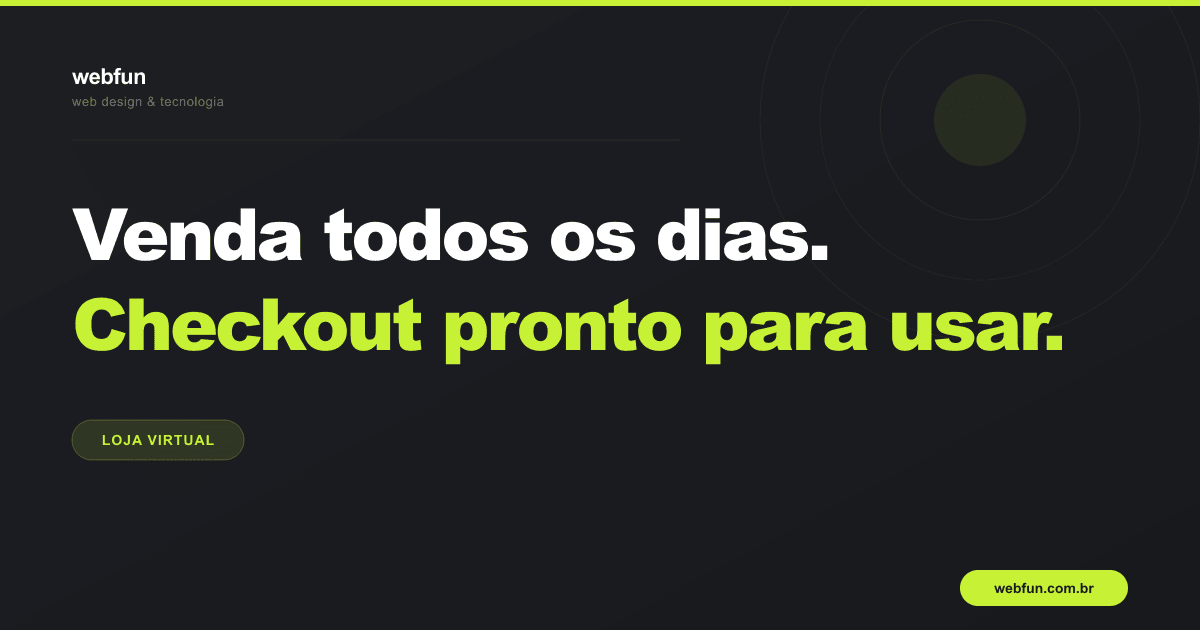 webfun
web design & tecnologia
Venda todos os dias.
Checkout pronto para usar.
LOJA VIRTUAL
webfun.com.br